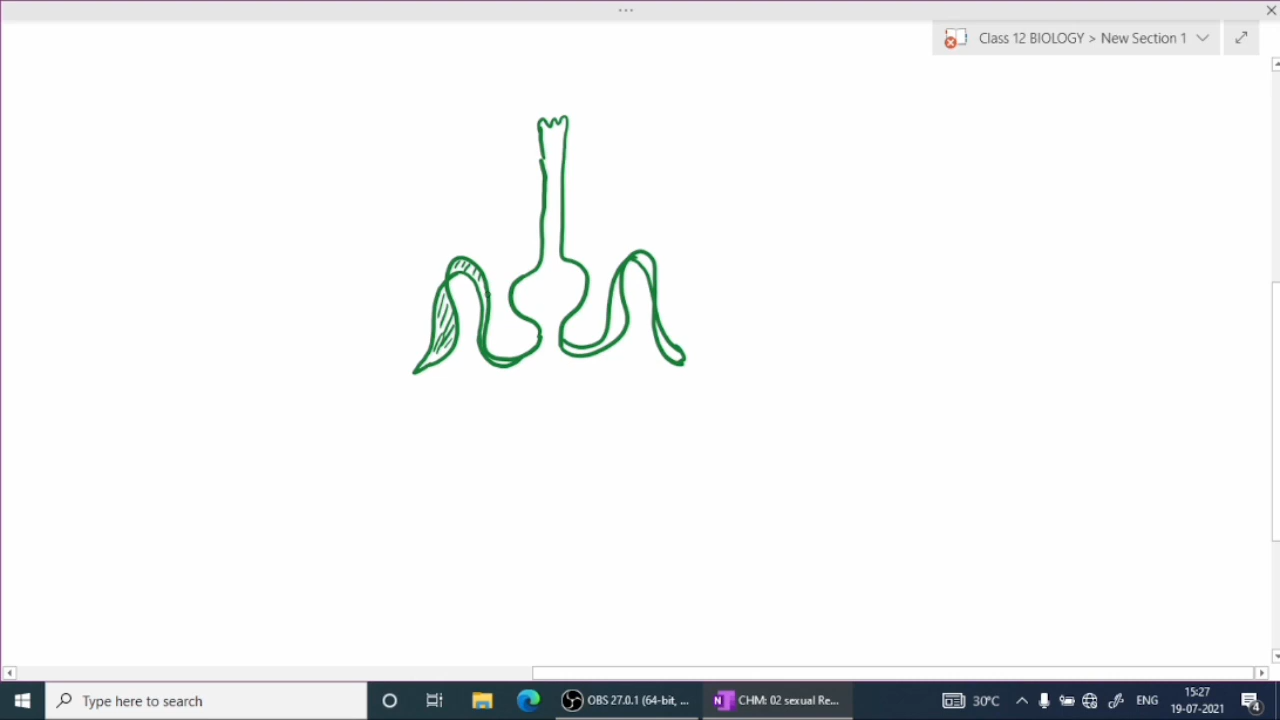 Class 12 BIOLOGY > New Section 1
Type here to search
OBS 27.0.1 (64-bit, ...
CHM: 02 sexual Re...
30°C
ENG
15:27
19-07-2021
4